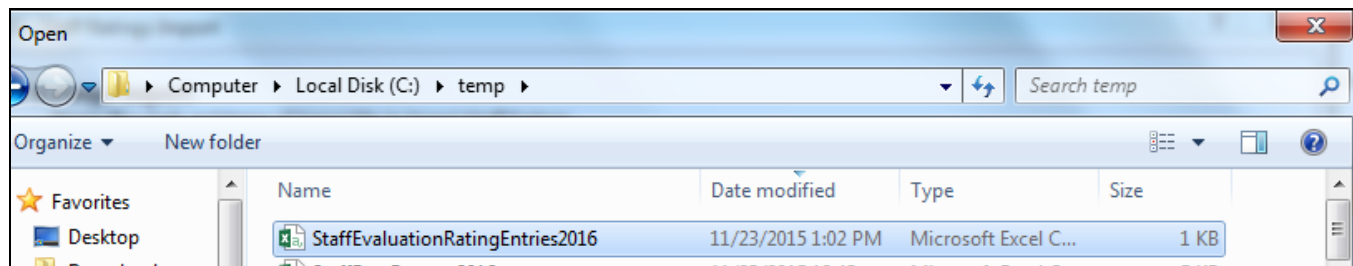 Open
Computer Local Disk (C:) temp
Search temp
Organize New folder
Name Date modified Type Size
Favorites
Desktop
StaffEvaluationRatingEntries2016 11/23/2015 1:02 PM Microsoft Excel C... 1 KB